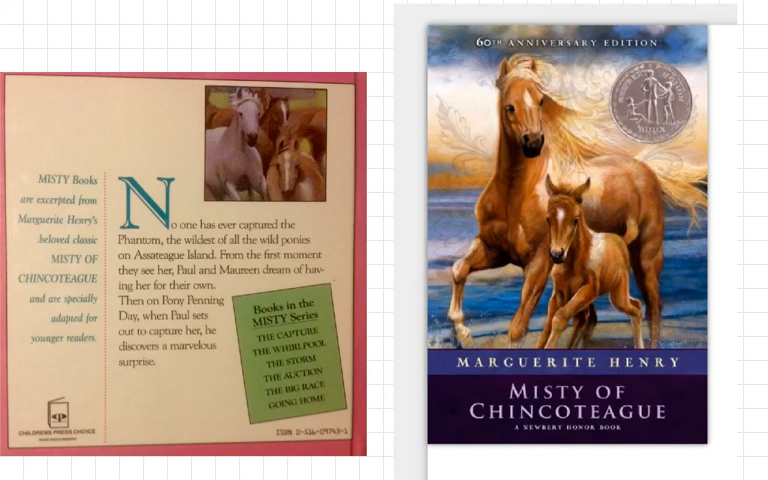 MISTY Books
are excerpted from
Marguerite Henry's
beloved classic
MISTY OF
CHINCOTEAGUE
and are specially
adapted for
younger readers.
No one has ever captured the
Phantom, the wildest of all the wild ponies
on Assateague Island. From the first moment
they see her, Paul and Maureen dream of hav-
ing her for their own.
Then on Pony Penning
Day, when Paul sets
out to capture her, he
discovers a marvelous
surprise.
Books in the
MISTY Series
THE CAPTURE
THE WHIRLPOOL
THE STORM
THE AUCTION
THE BIG RACE
GOING HOME
CHILDRENS PRESS CHOICE
ISBN 0-516-09743-1
60TH ANNIVERSARY EDITION
MARGUERITE HENRY
MISTY OF
CHINCOTEAGUE
A NEWBERY HONOR BOOK